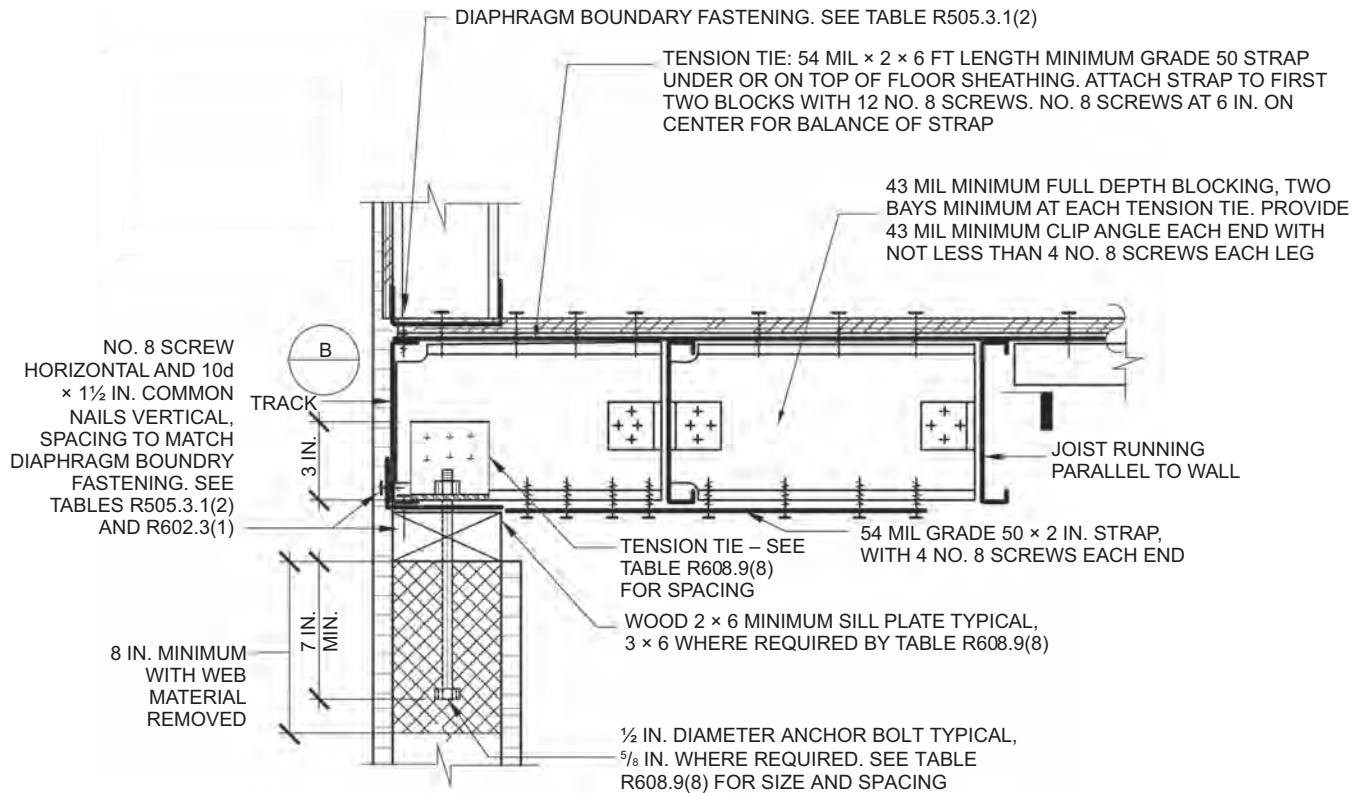 DIAPHRAGM BOUNDARY FASTENING. SEE TABLE R505.3.1(2)
TENSION TIE: 54 MIL × 2 × 6 FT LENGTH MINIMUM GRADE 50 STRAP
UNDER OR ON TOP OF FLOOR SHEATHING. ATTACH STRAP TO FIRST
TWO BLOCKS WITH 12 NO. 8 SCREWS. NO. 8 SCREWS AT 6 IN. ON
CENTER FOR BALANCE OF STRAP
43 MIL MINIMUM FULL DEPTH BLOCKING, TWO
BAYS MINIMUM AT EACH TENSION TIE. PROVIDE
43 MIL MINIMUM CLIP ANGLE EACH END WITH
NOT LESS THAN 4 NO. 8 SCREWS EACH LEG
B
NO. 8 SCREW
HORIZONTAL AND 10d
× 1½ IN. COMMON
NAILS VERTICAL,
SPACING TO MATCH
DIAPHRAGM BOUNDRY
FASTENING. SEE
TABLES R505.3.1(2)
AND R602.3(1)
TRACK
3 IN.
JOIST RUNNING
PARALLEL TO WALL
54 MIL GRADE 50 × 2 IN. STRAP,
WITH 4 NO. 8 SCREWS EACH END
TENSION TIE – SEE
TABLE R608.9(8)
FOR SPACING
WOOD 2 × 6 MINIMUM SILL PLATE TYPICAL,
3 × 6 WHERE REQUIRED BY TABLE R608.9(8)
7 IN.
MIN.
8 IN. MINIMUM
WITH WEB
MATERIAL
REMOVED
½ IN. DIAMETER ANCHOR BOLT TYPICAL,
⁵/₈ IN. WHERE REQUIRED. SEE TABLE
R608.9(8) FOR SIZE AND SPACING